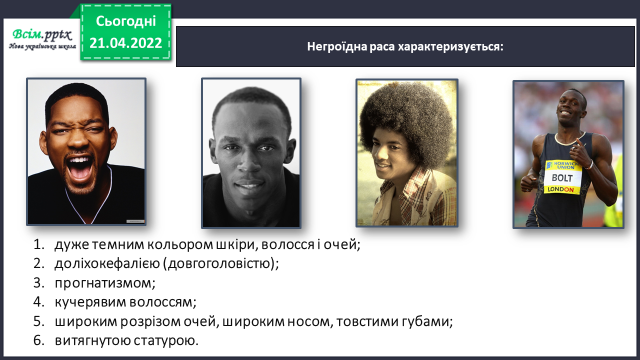 Всім.pptx
Нова українська школа
Сьогодні
21.04.2022
Негроїдна раса характеризується:
NORWICH
UNION
BOLT
LONDON
1. дуже темним кольором шкіри, волосся і очей;
2. доліхокефалією (довгоголовістю);
3. прогнатизмом;
4. кучерявим волоссям;
5. широким розрізом очей, широким носом, товстими губами;
6. витягнутою статурою.